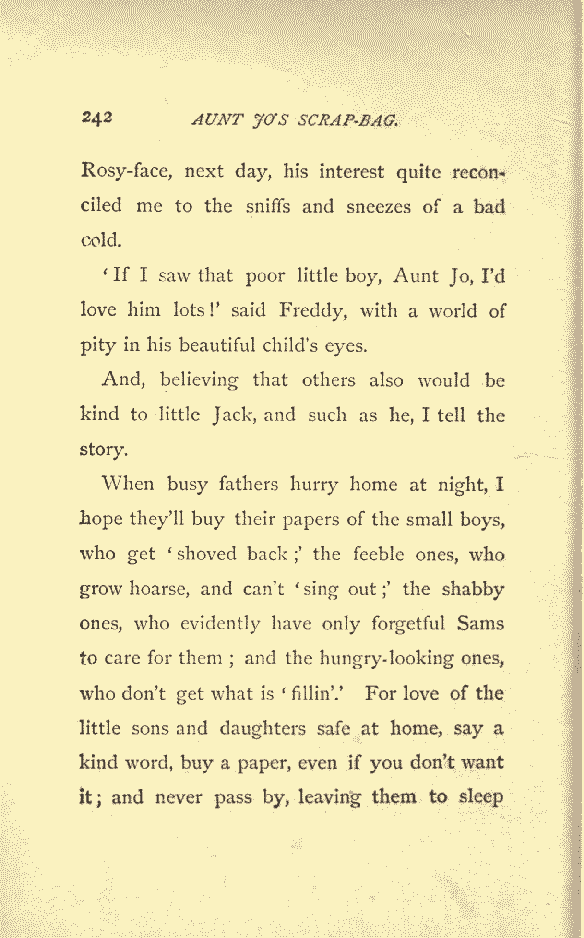 242 AUNT JO'S SCRAP-BAG.
Rosy-face, next day, his interest quite recon-
ciled me to the sniffs and sneezes of a bad
cold.
‘If I saw that poor little boy, Aunt Jo, I’d
love him lots!’ said Freddy, with a world of
pity in his beautiful child’s eyes.
And, believing that others also would be
kind to little Jack, and such as he, I tell the
story.
When busy fathers hurry home at night, I
hope they’ll buy their papers of the small boys,
who get ‘shoved back;’ the feeble ones, who
grow hoarse, and can’t ‘sing out;’ the shabby
ones, who evidently have only forgetful Sams
to care for them; and the hungry-looking ones,
who don’t get what is ‘fillin’.’ For love of the
little sons and daughters safe at home, say a
kind word, buy a paper, even if you don’t want
it; and never pass by, leaving them to sleep